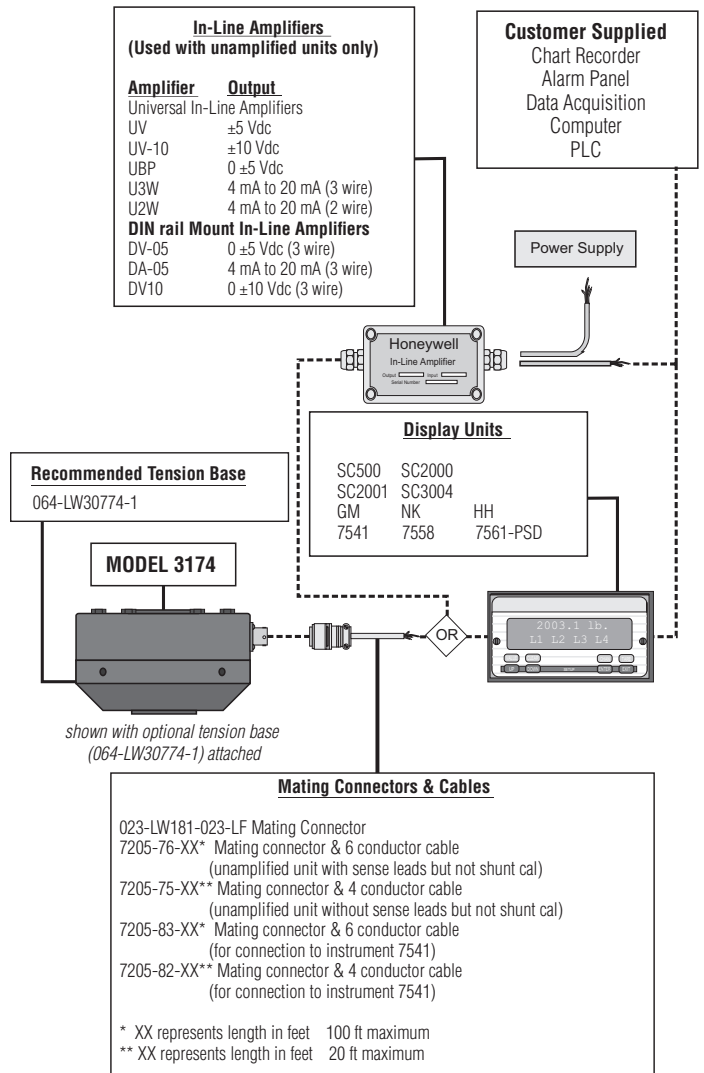 In-Line Amplifiers
(Used with unamplified units only)
Amplifier Output
Universal In-Line Amplifiers
UV ±5 Vdc
UV-10 ±10 Vdc
UBP 0 ±5 Vdc
U3W 4 mA to 20 mA (3 wire)
U2W 4 mA to 20 mA (2 wire)
DIN rail Mount In-Line Amplifiers
DV-05 0 ±5 Vdc (3 wire)
DA-05 4 mA to 20 mA (3 wire)
DV10 0 ±10 Vdc (3 wire)
Customer Supplied
Chart Recorder
Alarm Panel
Data Acquisition
Computer
PLC
Power Supply
Honeywell
In-Line Amplifier
Output Input
Serial Number
Display Units
SC500 SC2000
SC2001 SC3004
GM NK HH
7541 7558 7561-PSD
Recommended Tension Base
064-LW30774-1
MODEL 3174
OR
2003.1 lb.
L1 L2 L3 L4
UP DOWN SETUP ENTER EXIT
shown with optional tension base
(064-LW30774-1) attached
Mating Connectors & Cables
023-LW181-023-LF Mating Connector
7205-76-XX* Mating connector & 6 conductor cable
(unamplified unit with sense leads but not shunt cal)
7205-75-XX** Mating connector & 4 conductor cable
(unamplified unit without sense leads but not shunt cal)
7205-83-XX* Mating connector & 6 conductor cable
(for connection to instrument 7541)
7205-82-XX** Mating connector & 4 conductor cable
(for connection to instrument 7541)
* XX represents length in feet 100 ft maximum
** XX represents length in feet 20 ft maximum